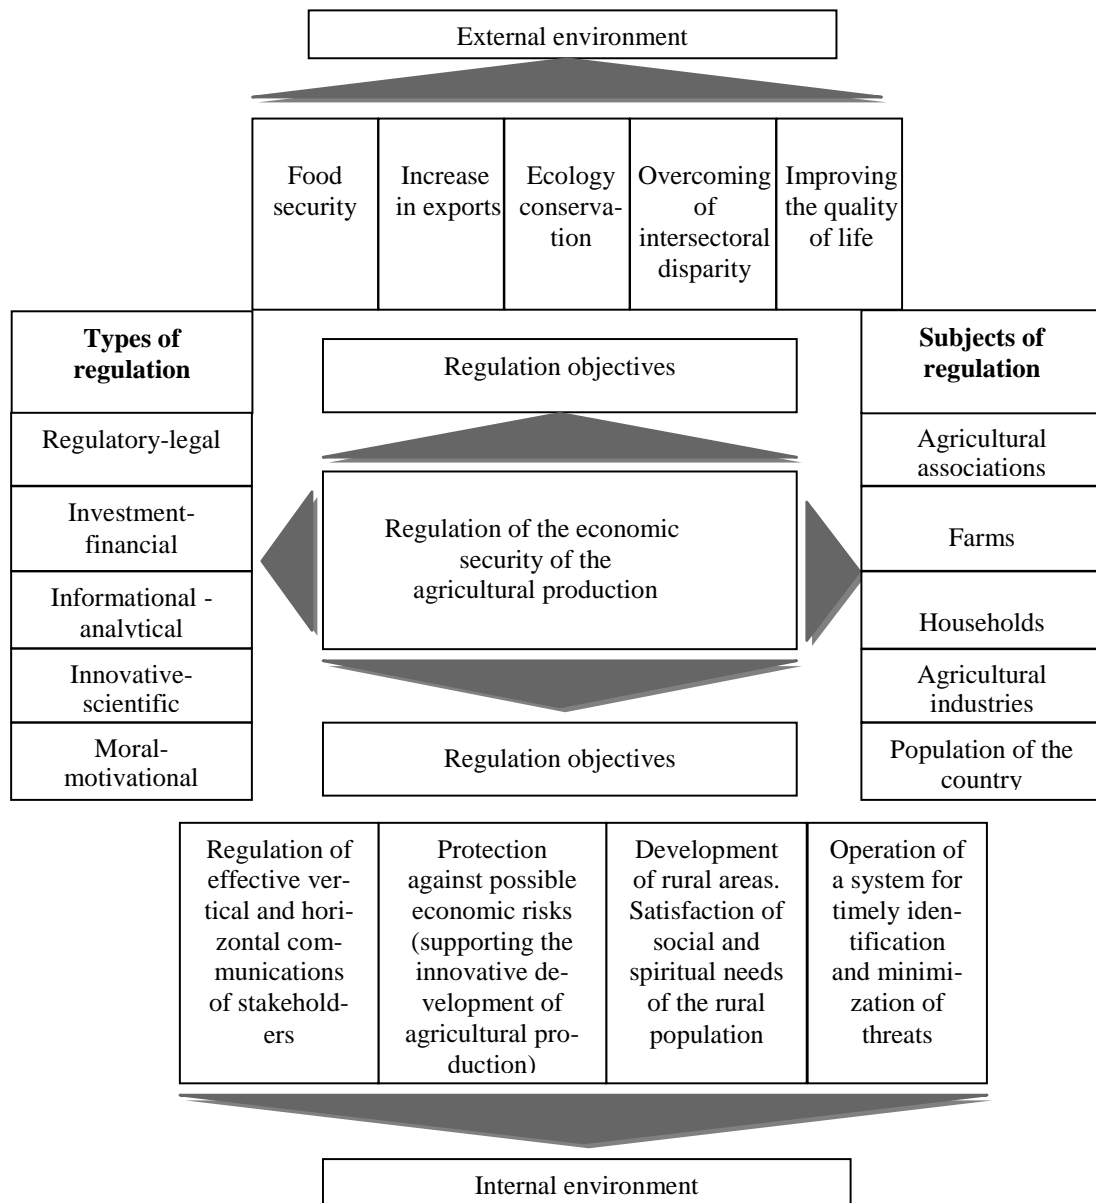 External environment
Food
security
Increase
in exports
Ecology
conserva-
tion
Overcoming
of
intersectoral
disparity
Improving
the quality
of life
Types of
regulation
Regulatory-legal
Investment-
financial
Informational -
analytical
Innovative-
scientific
Moral-
motivational
Regulation objectives
Regulation of the economic
security of the
agricultural production
Regulation objectives
Subjects of
regulation
Agricultural
associations
Farms
Households
Agricultural
industries
Population of the
country
Regulation of
effective ver-
tical and hori-
zontal com-
munications
of stakehold-
ers
Protection
against possible
economic risks
(supporting the
innovative de-
velopment of
agricultural pro-
duction)
Development
of rural areas.
Satisfaction of
social and
spiritual needs
of the rural
population
Operation of
a system for
timely iden-
tification
and minimi-
zation of
threats
Internal environment